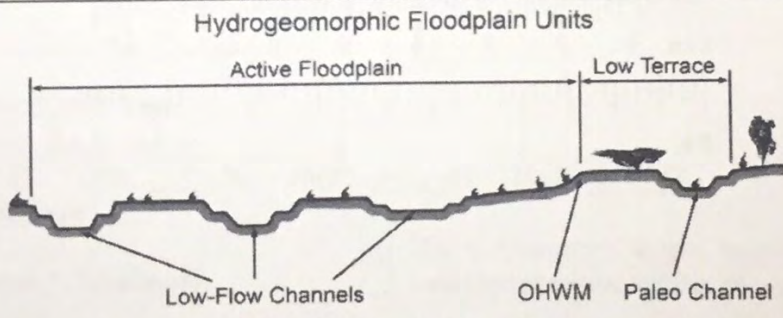 Hydrogeomorphic Floodplain Units
Active Floodplain
Low Terrace
Low-Flow Channels
OHWM
Paleo Channel